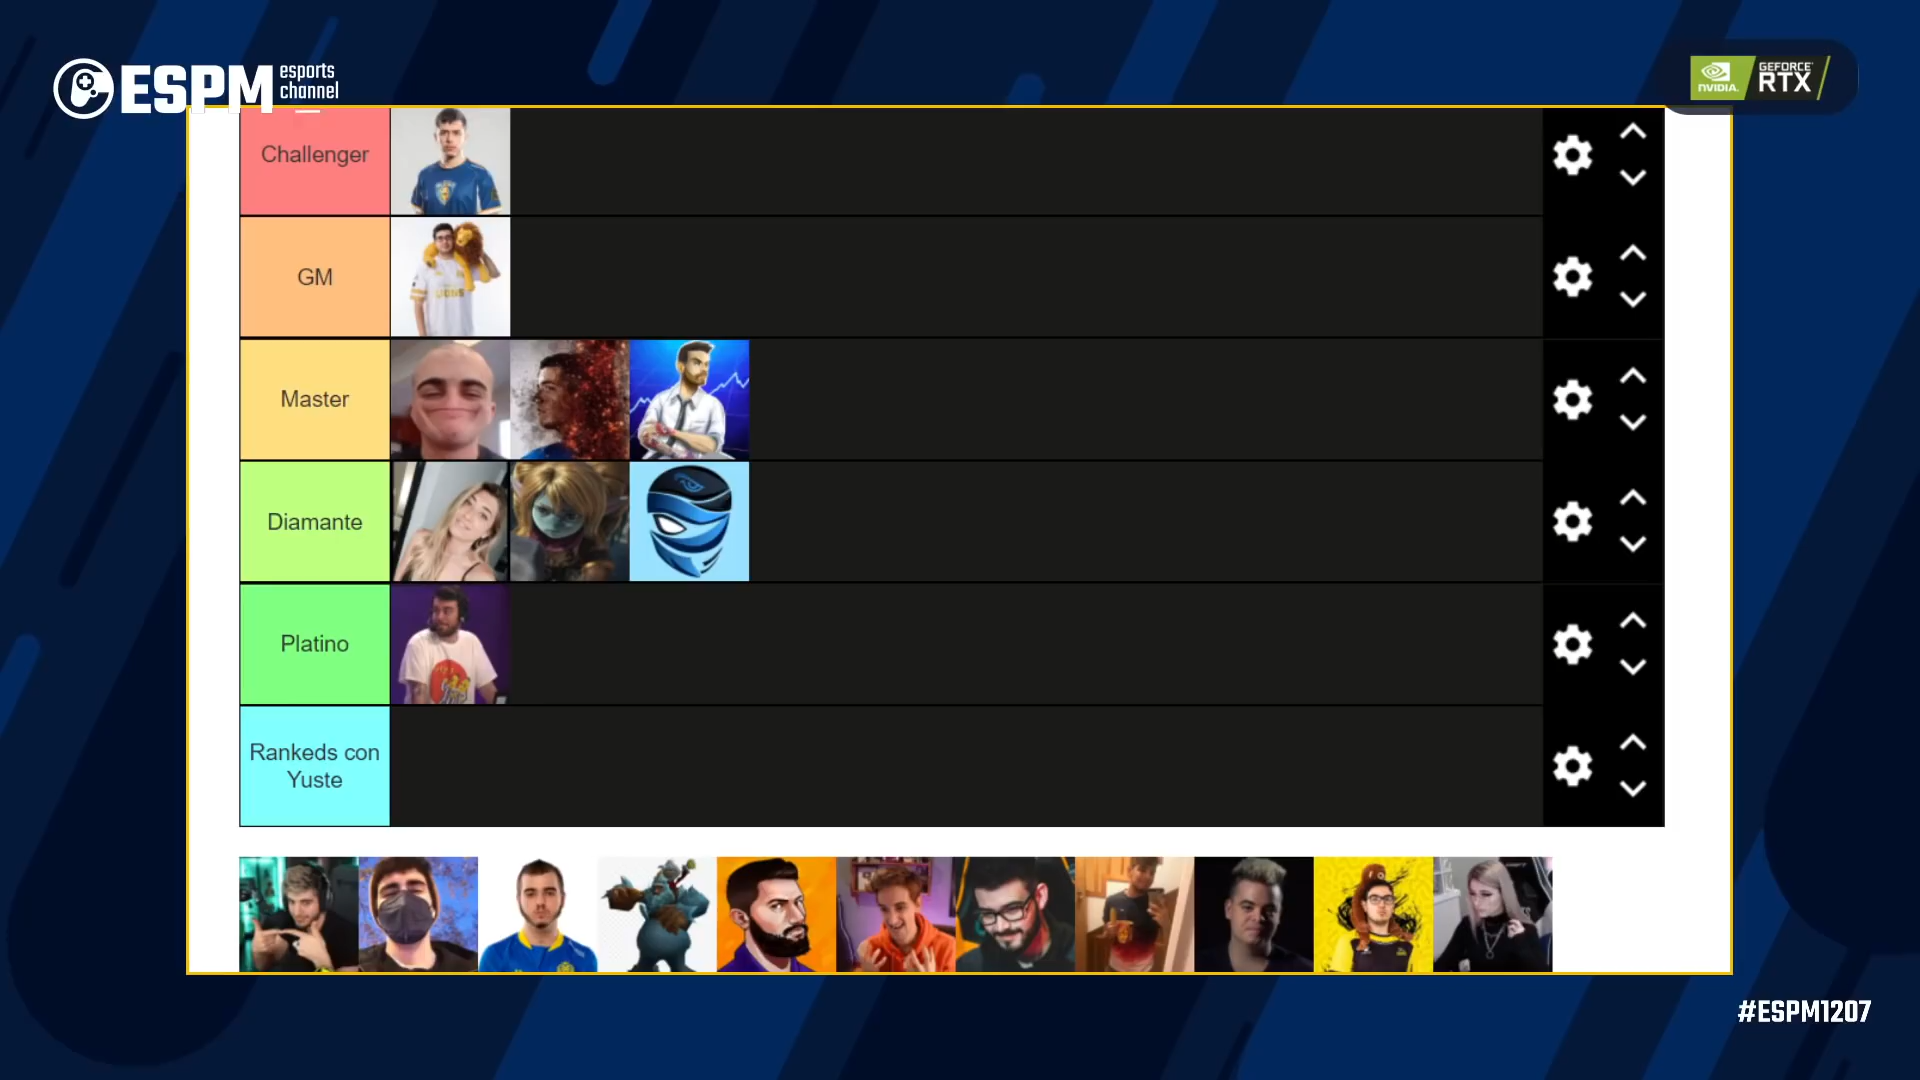 ESPM esports
channel
NVIDIA. GEFORCE
RTX
Challenger
GM
Master
Diamante
Platino
Rankeds con
Yuste
#ESPM1207